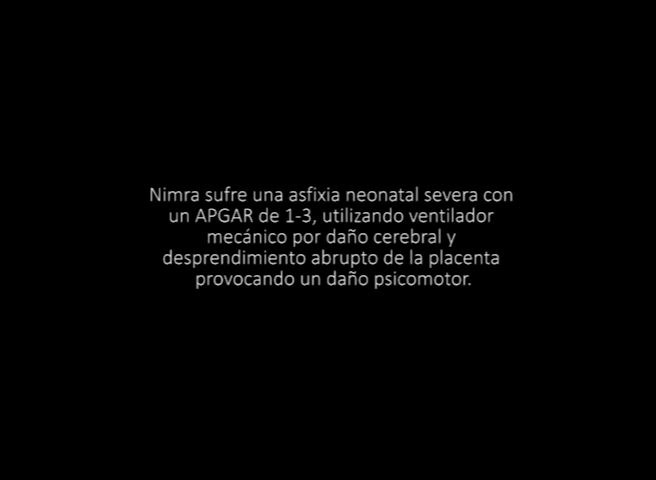 Nimra sufre una asfixia neonatal severa con
un APGAR de 1-3, utilizando ventilador
mecánico por daño cerebral y
desprendimiento abrupto de la placenta
provocando un daño psicomotor.